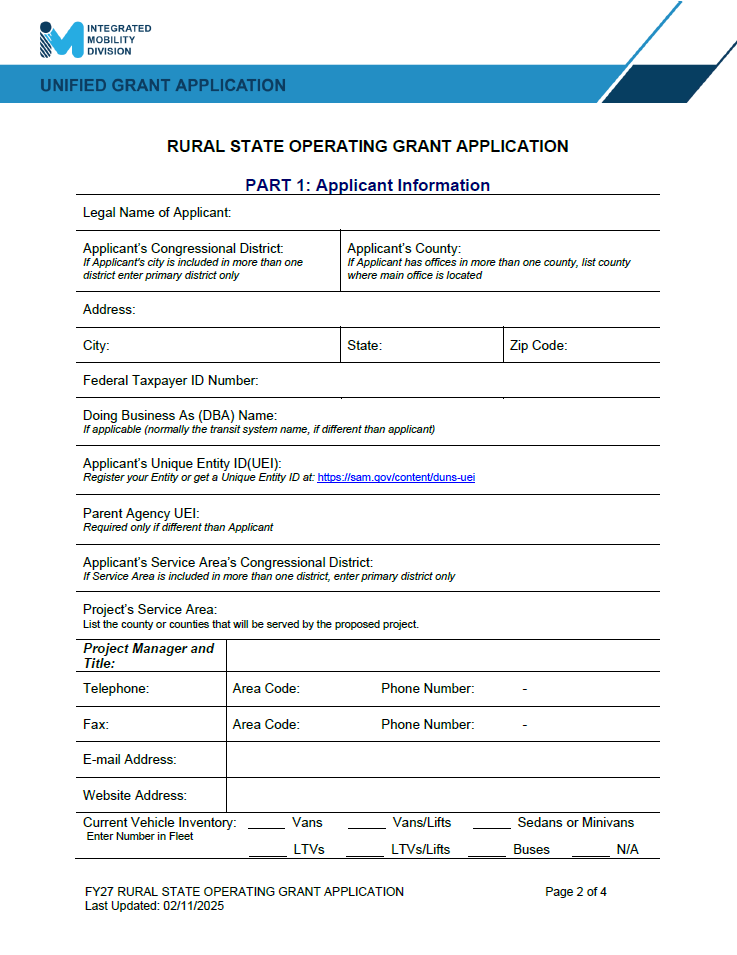 INTEGRATED
MOBILITY
DIVISION
UNIFIED GRANT APPLICATION
RURAL STATE OPERATING GRANT APPLICATION
PART 1: Applicant Information
Legal Name of Applicant:
Applicant's Congressional District:
If Applicant's city is included in more than one
district enter primary district only
Applicant's County:
If Applicant has offices in more than one county, list county
where main office is located
Address:
City: State: Zip Code:
Federal Taxpayer ID Number:
Doing Business As (DBA) Name:
If applicable (normally the transit system name, if different than applicant)
Applicant's Unique Entity ID(UEI):
Register your Entity or get a Unique Entity ID at: https://sam.gov/content/duns-uei
Parent Agency UEI:
Required only if different than Applicant
Applicant's Service Area's Congressional District:
If Service Area is included in more than one district, enter primary district only
Project's Service Area:
List the county or counties that will be served by the proposed project.
Project Manager and
Title:
Telephone: Area Code: Phone Number: -
Fax: Area Code: Phone Number: -
E-mail Address:
Website Address:
Current Vehicle Inventory: _____ Vans _____ Vans/Lifts _____ Sedans or Minivans
Enter Number in Fleet
_____ LTVs _____ LTVs/Lifts _____ Buses _____ N/A
FY27 RURAL STATE OPERATING GRANT APPLICATION Page 2 of 4
Last Updated: 02/11/2025